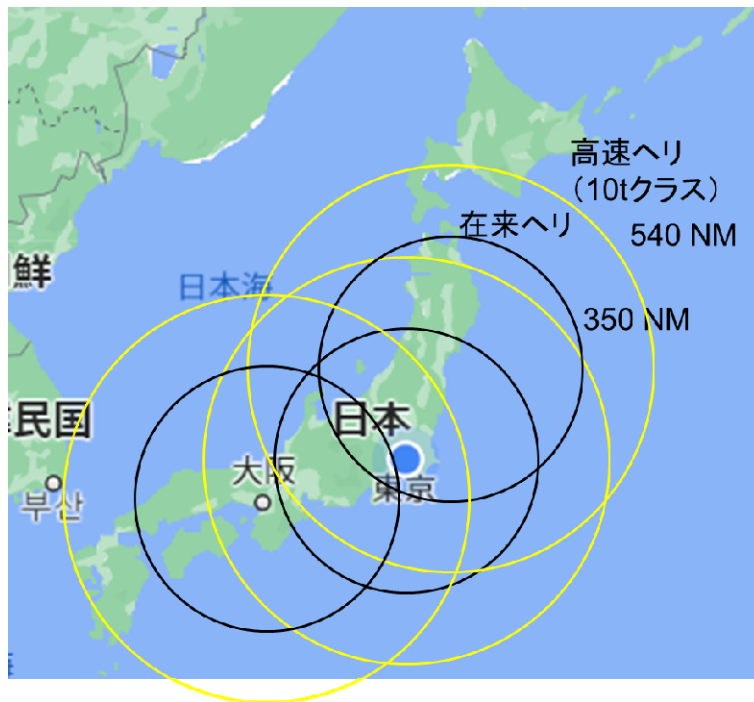 高速ヘリ
（10tクラス）
在来ヘリ
540 NM
鮮
日本海
350 NM
民国
日本
大阪
東京
부산
海